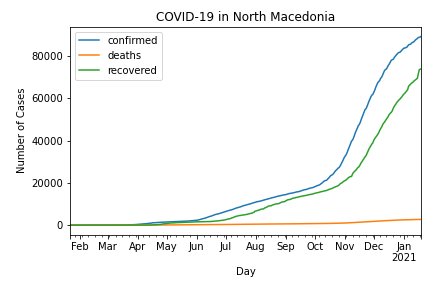 COVID-19 in North Macedonia
confirmed
deaths
recovered
Number of Cases
80000
60000
40000
20000
0
Feb Mar Apr May Jun Jul Aug Sep Oct Nov Dec Jan
2021
Day